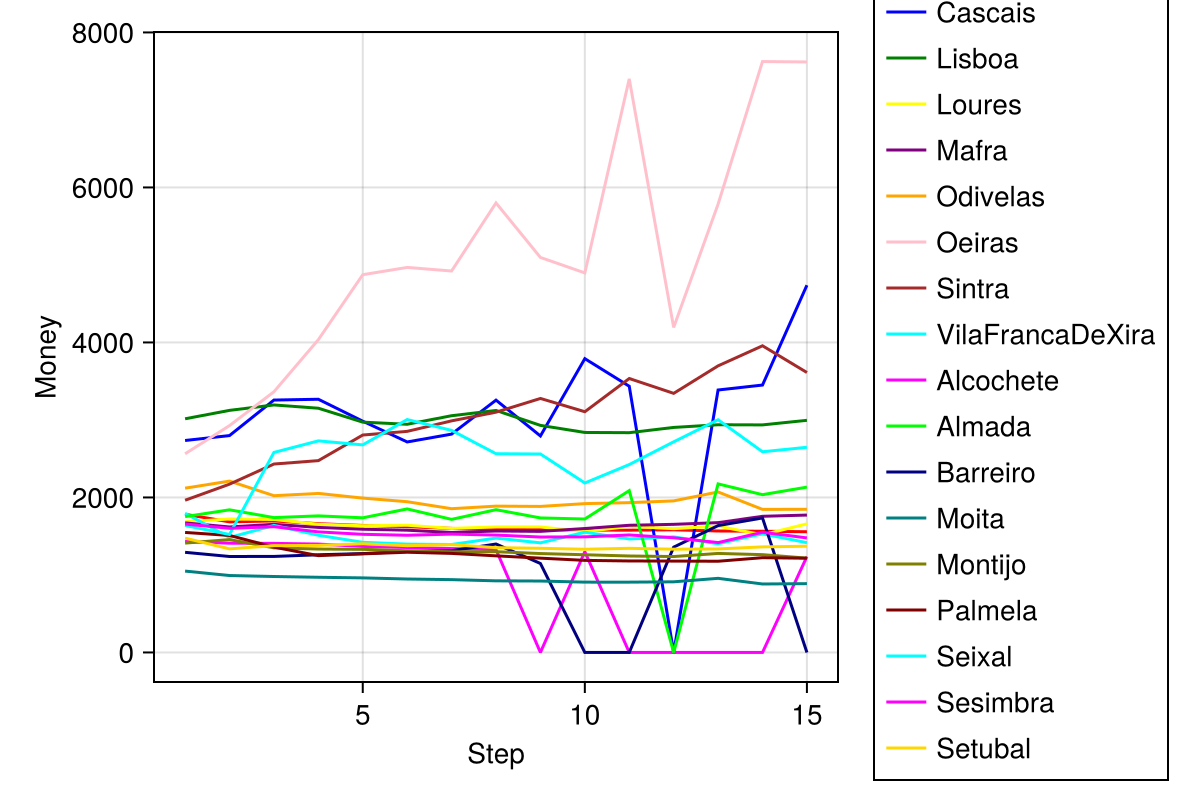 8000
6000
4000
2000
0
Money
5
10
15
Step
Cascais
Lisboa
Loures
Mafra
Odivelas
Oeiras
Sintra
VilaFrancaDeXira
Alcochete
Almada
Barreiro
Moita
Montijo
Palmela
Seixal
Sesimbra
Setubal